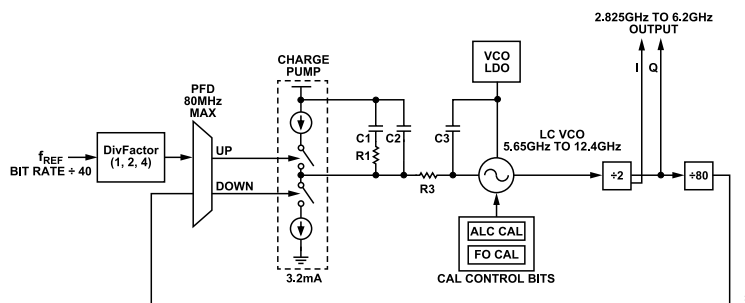 2.825GHz TO 6.2GHz
OUTPUT
I
Q
VCO
LDO
CHARGE
PUMP
PFD
80MHz
MAX
C1
C2
C3
R1
LC VCO
5.65GHz TO 12.4GHz
DivFactor
(1, 2, 4)
fREF
BIT RATE ÷ 40
UP
DOWN
R3
÷2
÷80
ALC CAL
FO CAL
CAL CONTROL BITS
3.2mA